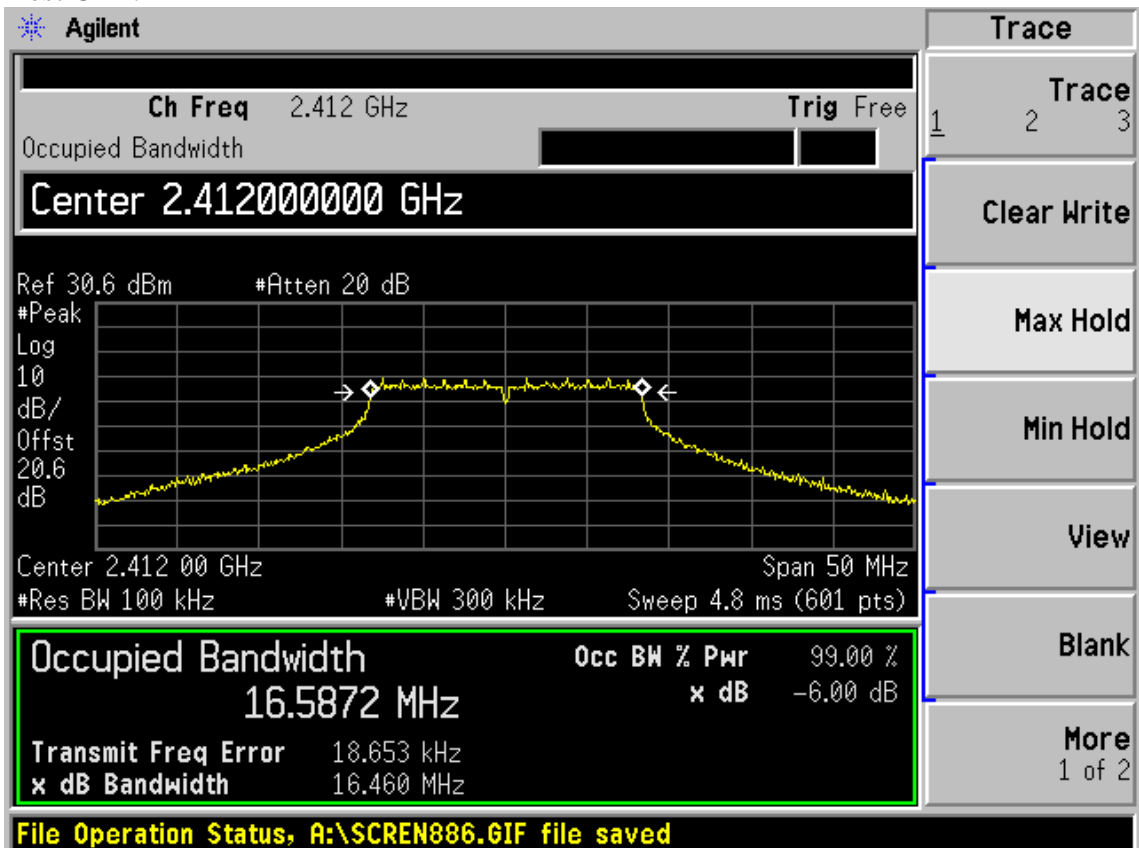 Agilent
Trace
Ch Freq 2.412 GHz Trig Free
Occupied Bandwidth
Trace
1 2 3
Center 2.412000000 GHz
Clear Write
Ref 30.6 dBm #Atten 20 dB
#Peak
Log
10
dB/
Offst
20.6
dB
Max Hold
Min Hold
View
Center 2.412 00 GHz Span 50 MHz
#Res BW 100 kHz #VBW 300 kHz Sweep 4.8 ms (601 pts)
Occupied Bandwidth Occ BW % Pwr 99.00 %
16.5872 MHz x dB -6.00 dB
Blank
Transmit Freq Error 18.653 kHz
x dB Bandwidth 16.460 MHz
More
1 of 2
File Operation Status, A:\SCREN886.GIF file saved